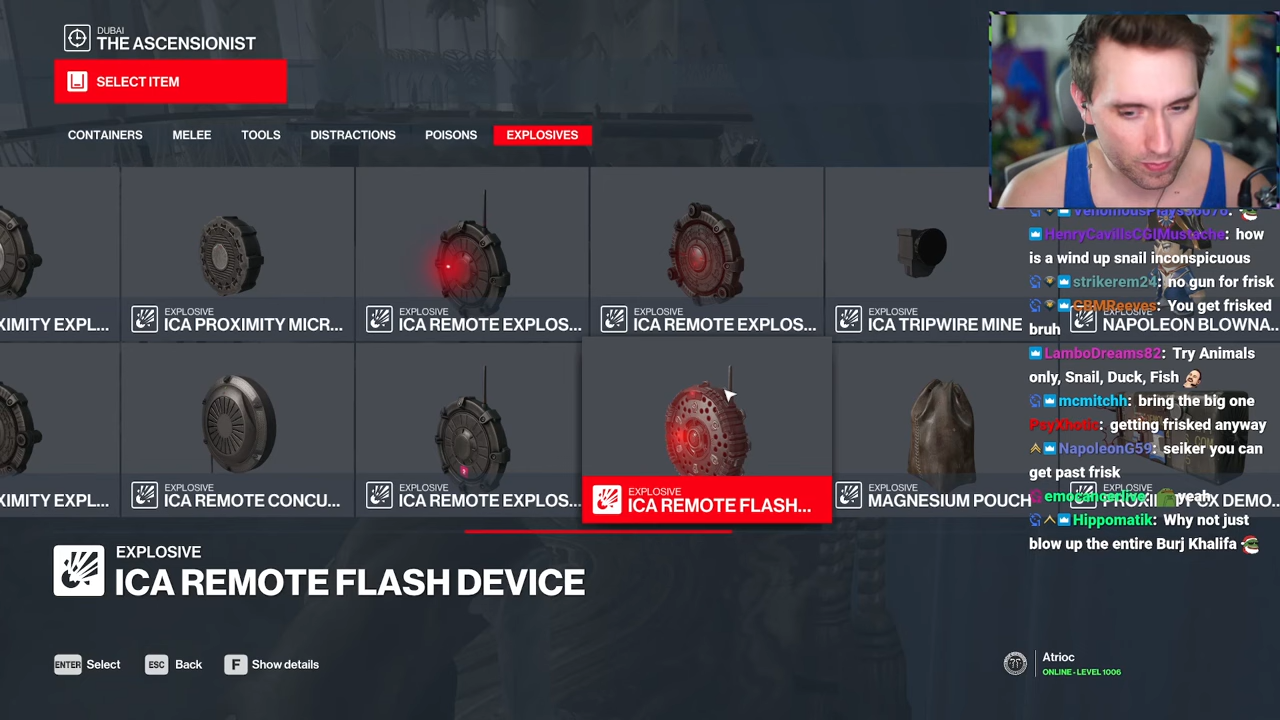 DUBAI
THE ASCENSIONIST
SELECT ITEM
CONTAINERS MELEE TOOLS DISTRACTIONS POISONS EXPLOSIVES
EXPLOSIVE
ICA PROXIMITY MICR...
EXPLOSIVE
ICA REMOTE EXPLOS...
EXPLOSIVE
ICA REMOTE EXPLOS...
EXPLOSIVE
ICA TRIPWIRE MINE
EXPLOSIVE
NAPOLEON BLOWNA...
XIMITY EXPL...
XIMITY EXPL...
EXPLOSIVE
ICA REMOTE CONCU...
EXPLOSIVE
ICA REMOTE EXPLOS...
EXPLOSIVE
ICA REMOTE FLASH...
EXPLOSIVE
MAGNESIUM POUCH
EXPLOSIVE
ICA REMOTE FLASH DEVICE
ENTER Select ESC Back F Show details
Atrioc
ONLINE - LEVEL 1006
HenryCavillsCGIMustache: how
is a wind up snail inconspicuous
strikerem24: no gun for frisk
GBMReeves: You get frisked
bruh
LamboDreams82: Try Animals
only, Snail, Duck, Fish
mcmitchh: bring the big one
PsyXhotic: getting frisked anyway
NapoleonG59: seiker you can
get past frisk
yeah
Hippomatik: Why not just
blow up the entire Burj Khalifa